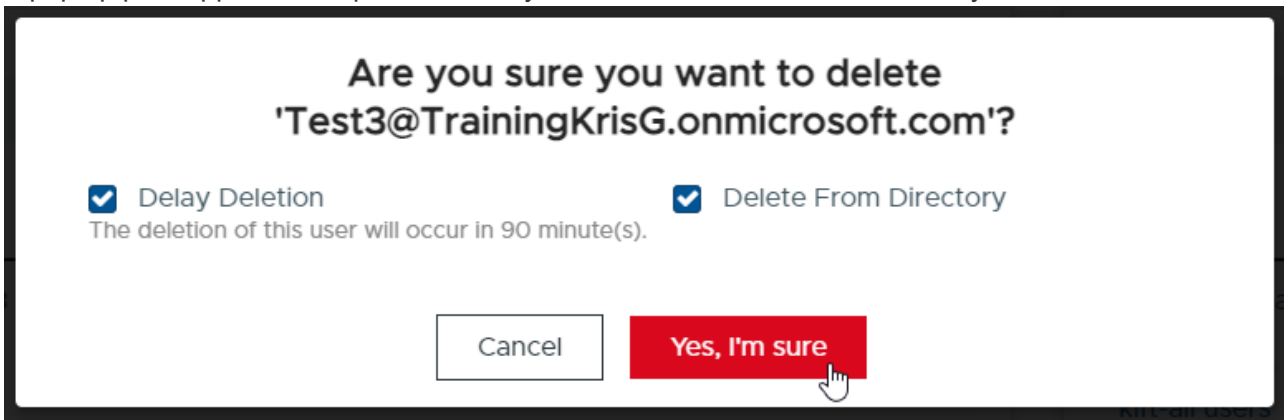 Are you sure you want to delete
'Test3@TrainingKrisG.onmicrosoft.com'?
Delay Deletion
Delete From Directory
The deletion of this user will occur in 90 minute(s).
Cancel
Yes, I'm sure